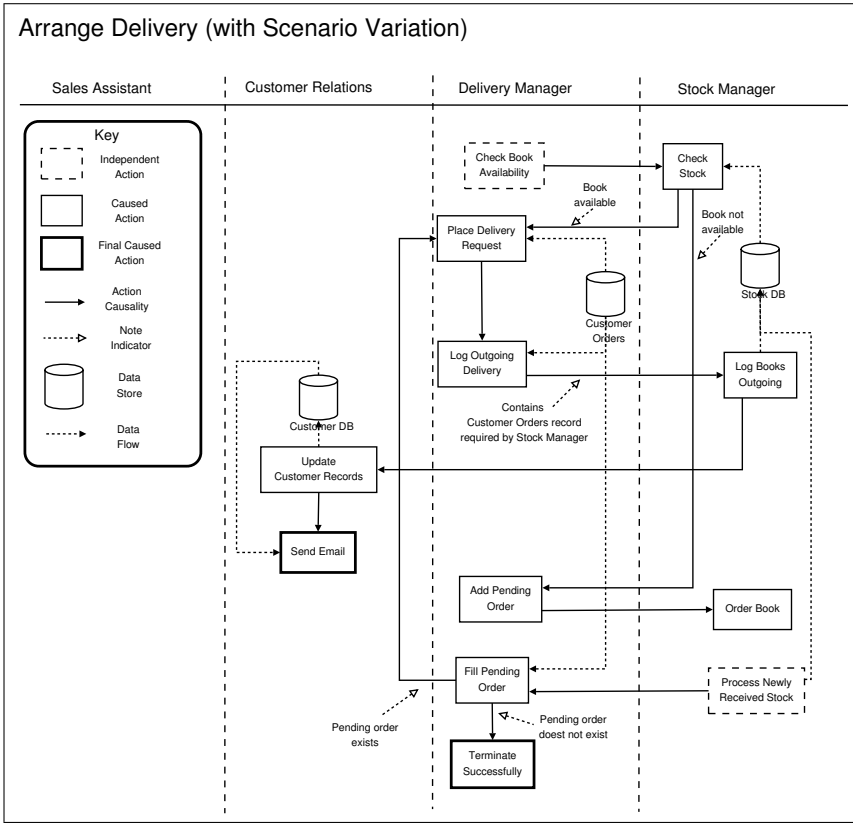 Arrange Delivery (with Scenario Variation)
Sales Assistant
Customer Relations
Delivery Manager
Stock Manager
Key
Independent
Action
Caused
Action
Final Caused
Action
Action
Causality
Note
Indicator
Data
Store
Data
Flow
Check Book
Availability
Check
Stock
Book
available
Book not
available
Place Delivery
Request
Stock DB
Customer
Orders
Log Outgoing
Delivery
Log Books
Outgoing
Contains
Customer Orders record
required by Stock Manager
Customer DB
Update
Customer Records
Send Email
Add Pending
Order
Order Book
Fill Pending
Order
Process Newly
Received Stock
Pending order
exists
Pending order
doest not exist
Terminate
Successfully